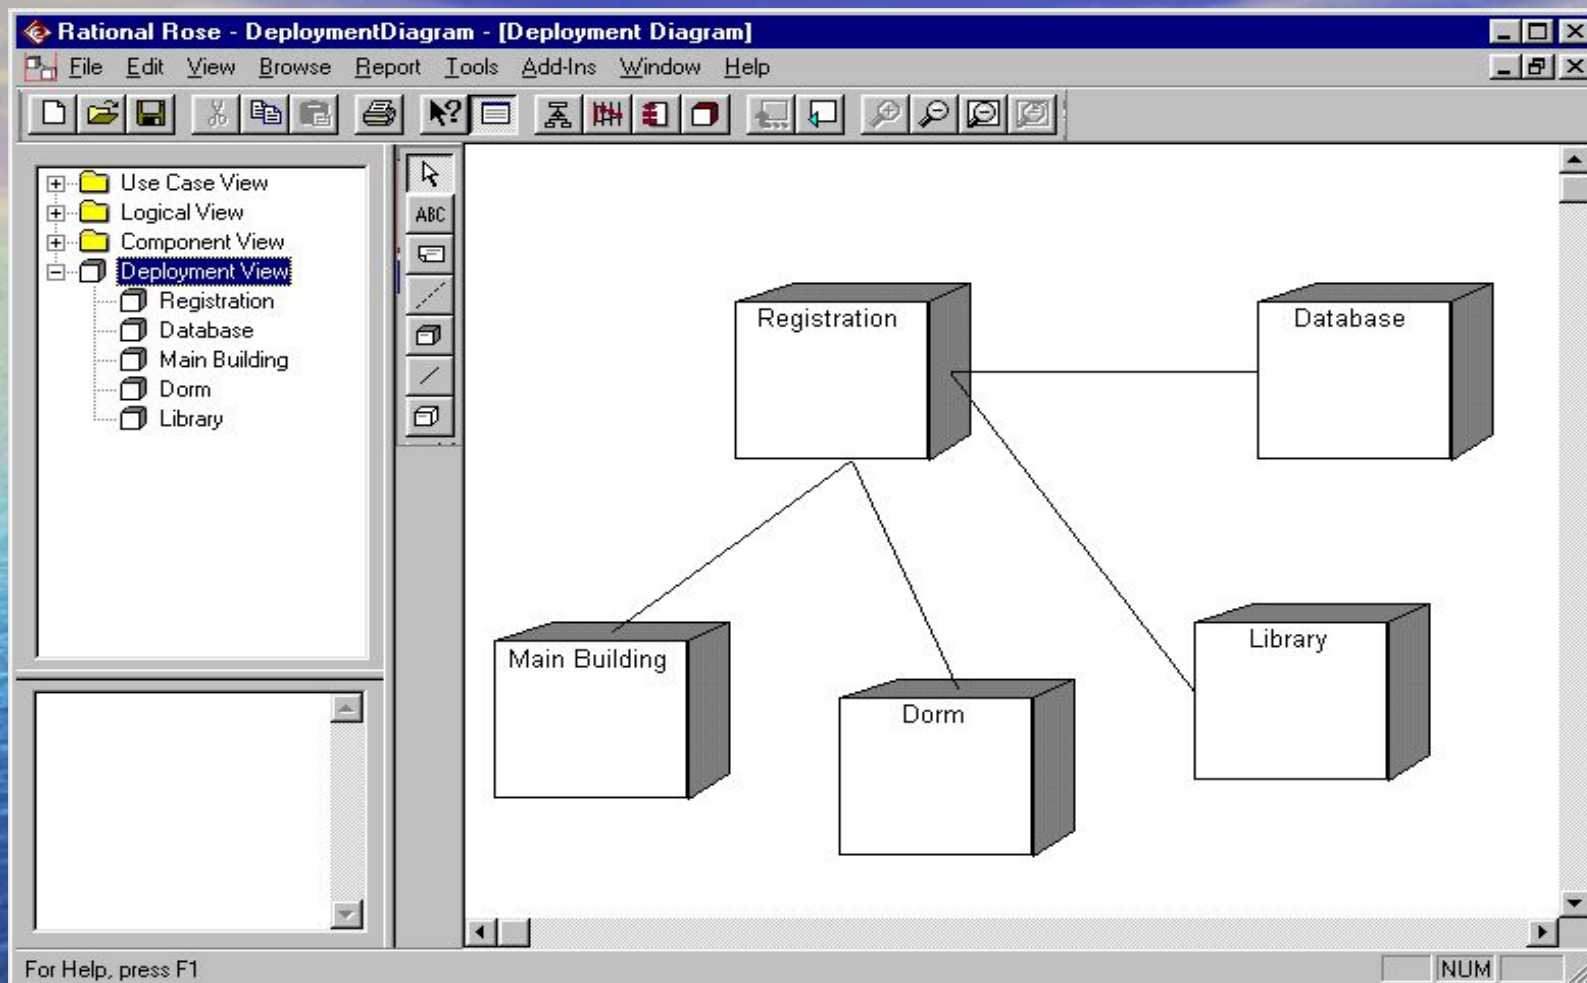 Rational Rose - DeploymentDiagram - [Deployment Diagram]
File Edit View Browse Report Tools Add-Ins Window Help
Use Case View
Logical View
Component View
Deployment View
Registration
Database
Main Building
Dorm
Library
ABC
Registration
Database
Main Building
Dorm
Library
For Help, press F1
NUM